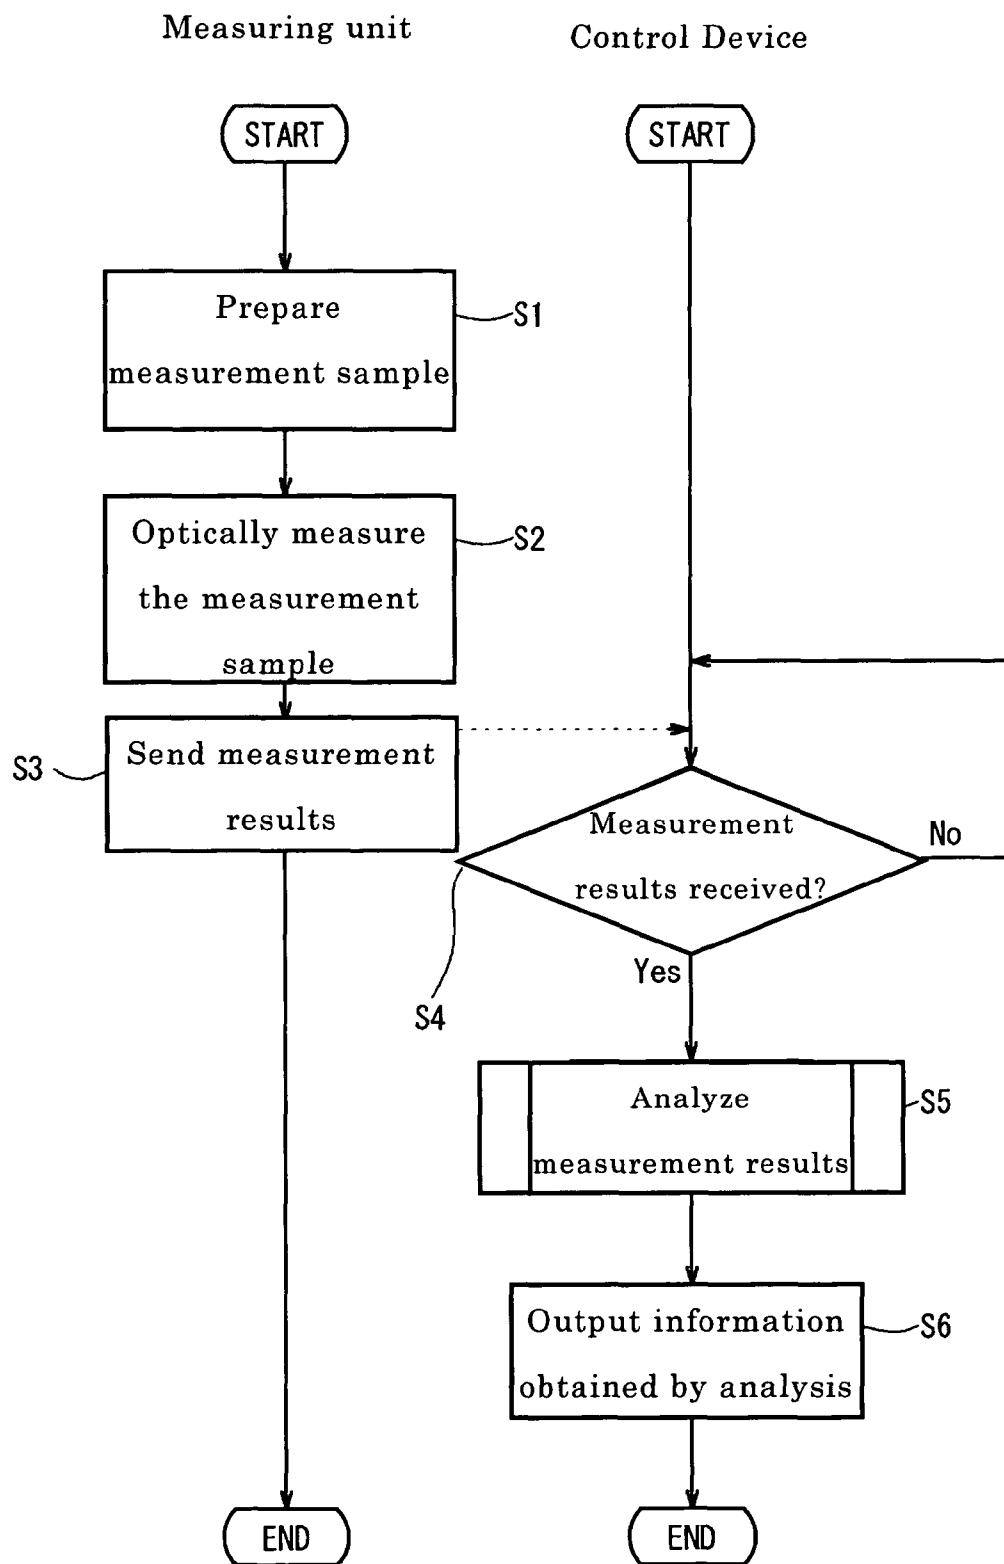 Measuring unit
Control Device
START
START
Prepare
measurement sample
S1
Optically measure
the measurement
sample
S2
Send measurement
results
S3
Measurement
results received?
No
Yes
S4
Analyze
measurement results
S5
Output information
obtained by analysis
S6
END
END